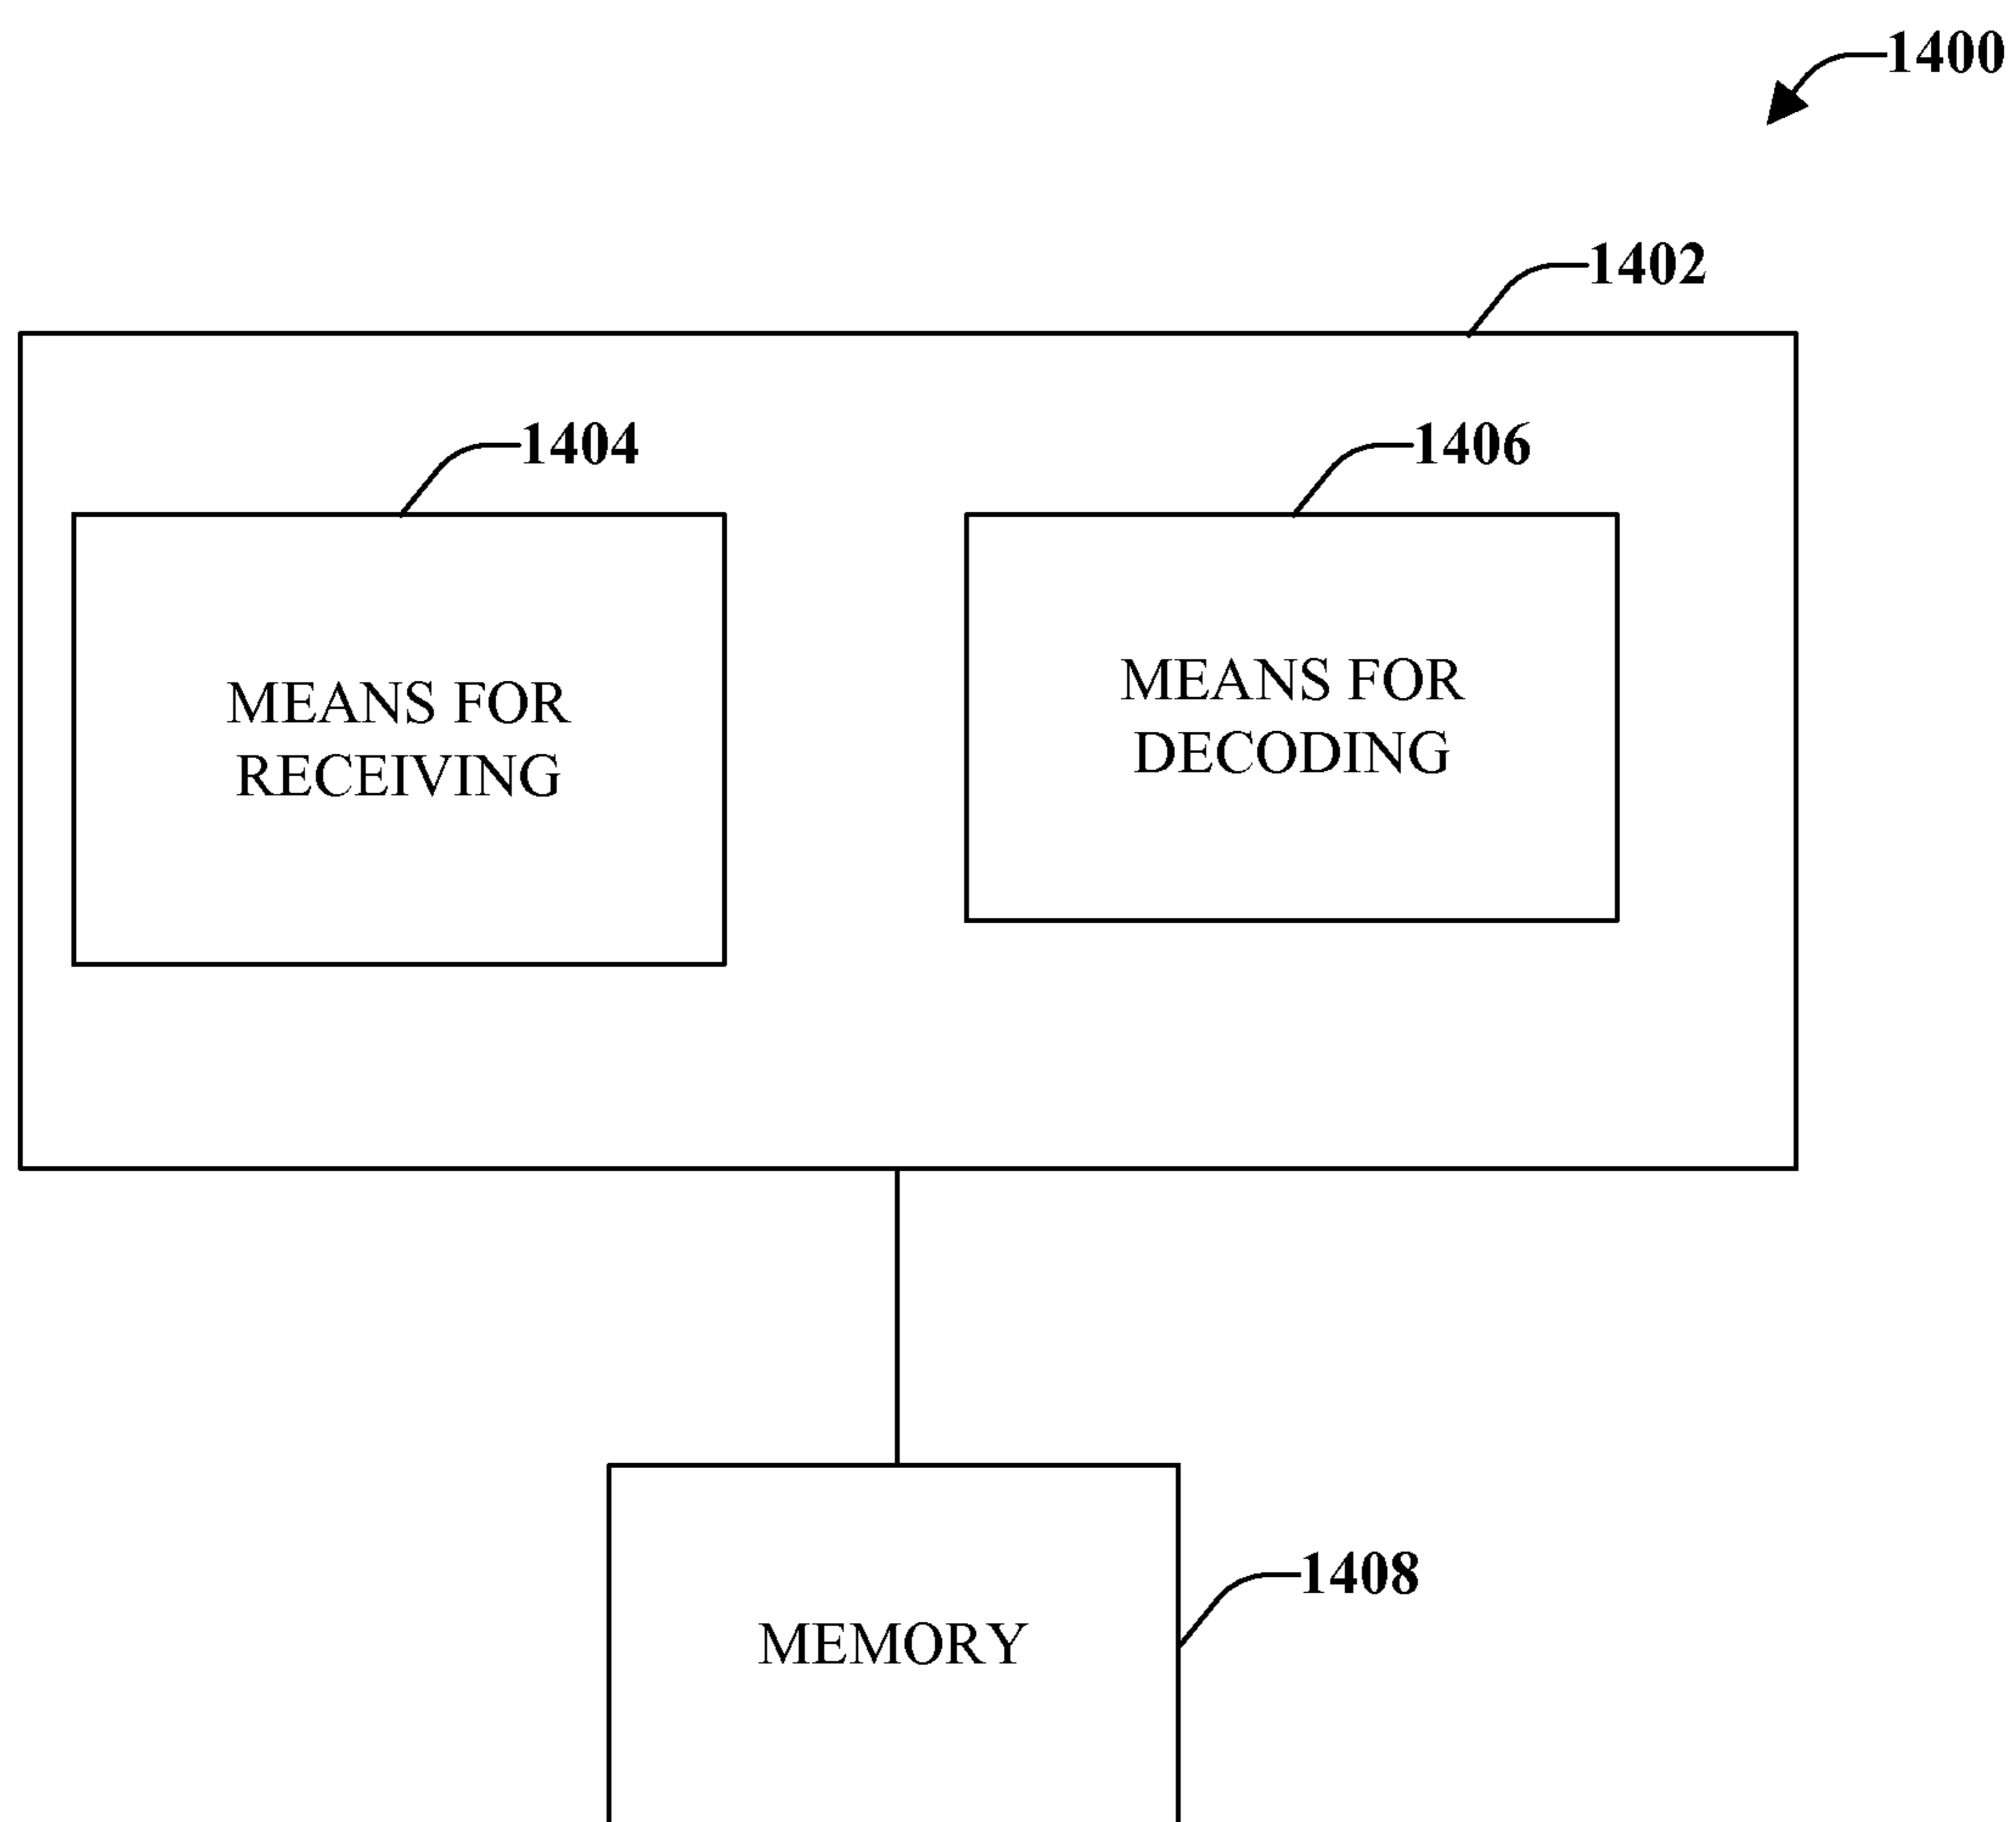 1400
1402
1404
1406
MEANS FOR
RECEIVING
MEANS FOR
DECODING
1408
MEMORY